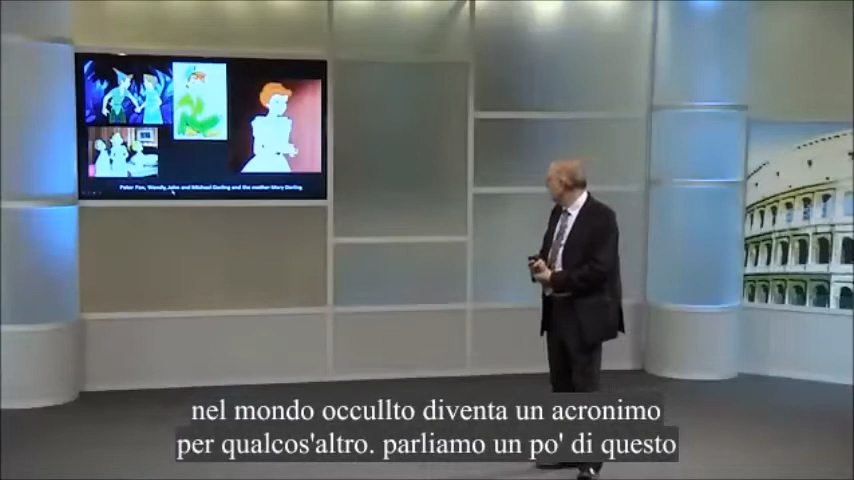 Peter Pan, Wendy, John and Michael Darling and the mother Mary Darling
nel mondo occullto diventa un acronimo
per qualcos'altro. parliamo un po' di questo